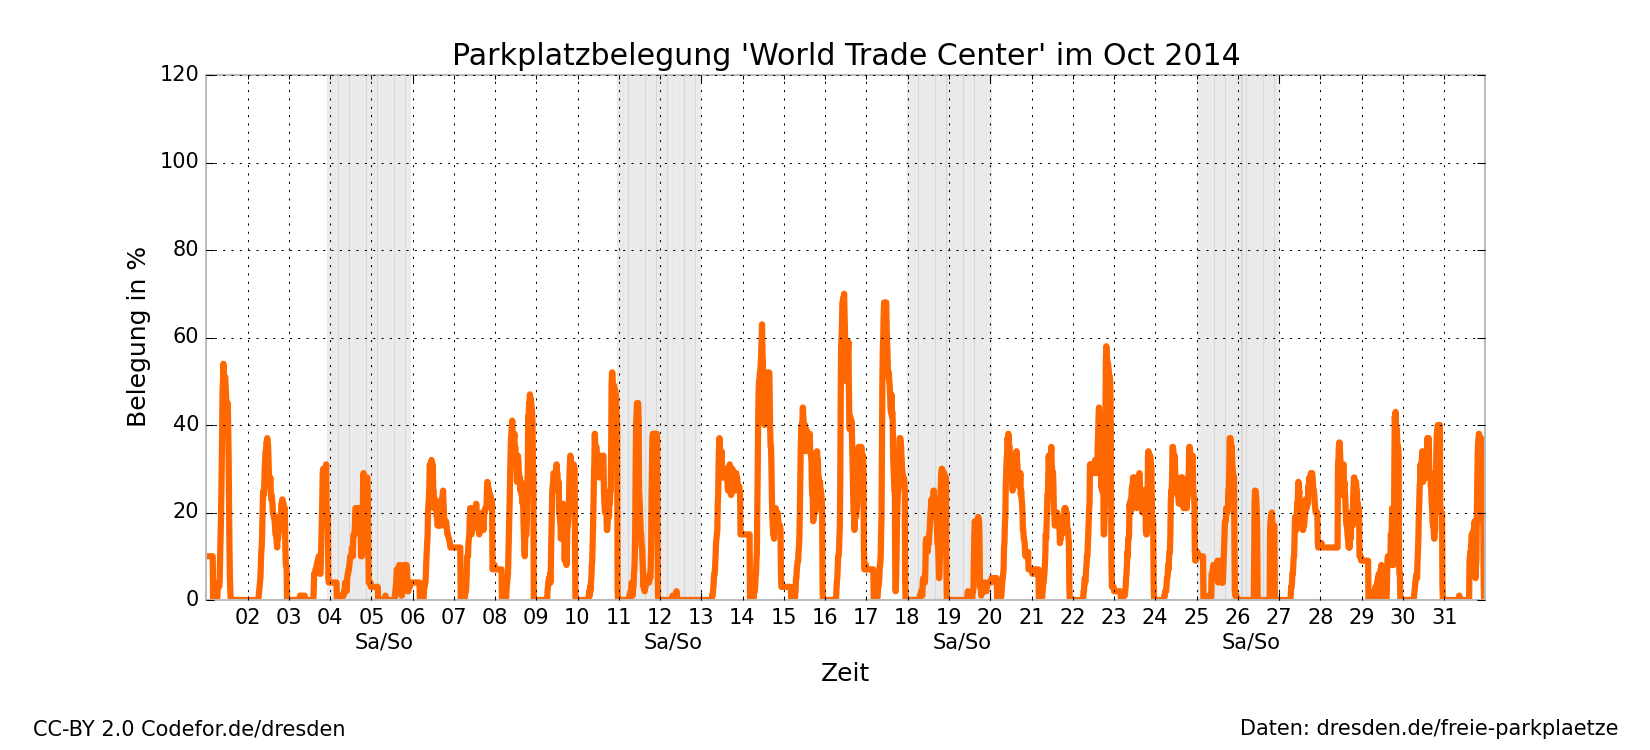 Parkplatzbelegung 'World Trade Center' im Oct 2014
120
100
80
60
40
20
0
Belegung in %
02 03 04 05 06 07 08 09 10 11 12 13 14 15 16 17 18 19 20 21 22 23 24 25 26 27 28 29 30 31
Sa/So Sa/So Sa/So Sa/So
Zeit
CC-BY 2.0 Codefor.de/dresden
Daten: dresden.de/freie-parkplaetze